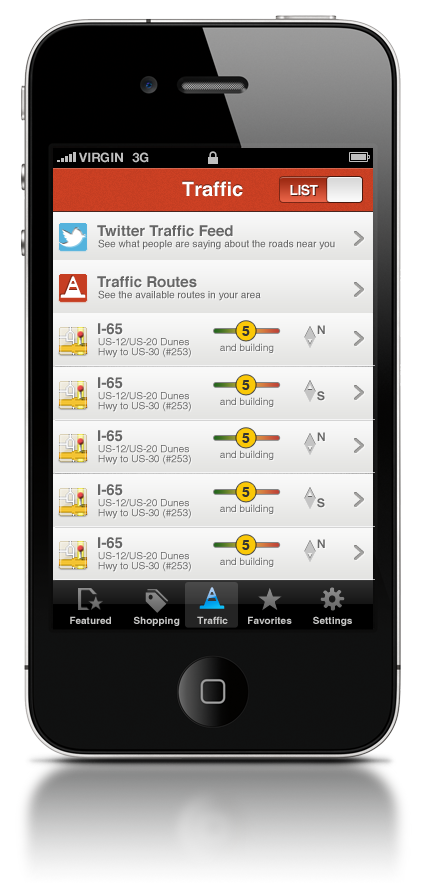 VIRGIN 3G
Traffic
LIST
Twitter Traffic Feed
See what people are saying about the roads near you
Traffic Routes
See the available routes in your area
I-65
US-12/US-20 Dunes
Hwy to US-30 (#253)
5
and building
N
I-65
US-12/US-20 Dunes
Hwy to US-30 (#253)
5
and building
S
I-65
US-12/US-20 Dunes
Hwy to US-30 (#253)
5
and building
N
I-65
US-12/US-20 Dunes
Hwy to US-30 (#253)
5
and building
S
I-65
US-12/US-20 Dunes
Hwy to US-30 (#253)
5
and building
N
Featured Shopping Traffic Favorites Settings